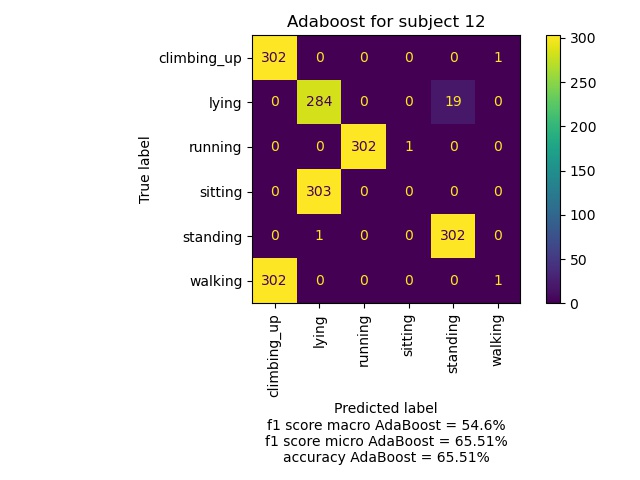 Adaboost for subject 12
climbing_up 302 0 0 0 0 1
lying 0 284 0 0 19 0
running 0 0 302 1 0 0
sitting 0 303 0 0 0 0
standing 0 1 0 0 302 0
walking 302 0 0 0 0 1
True label
climbing_up lying running sitting standing walking
Predicted label
f1 score macro AdaBoost = 54.6%
f1 score micro AdaBoost = 65.51%
accuracy AdaBoost = 65.51%
300
250
200
150
100
50
0